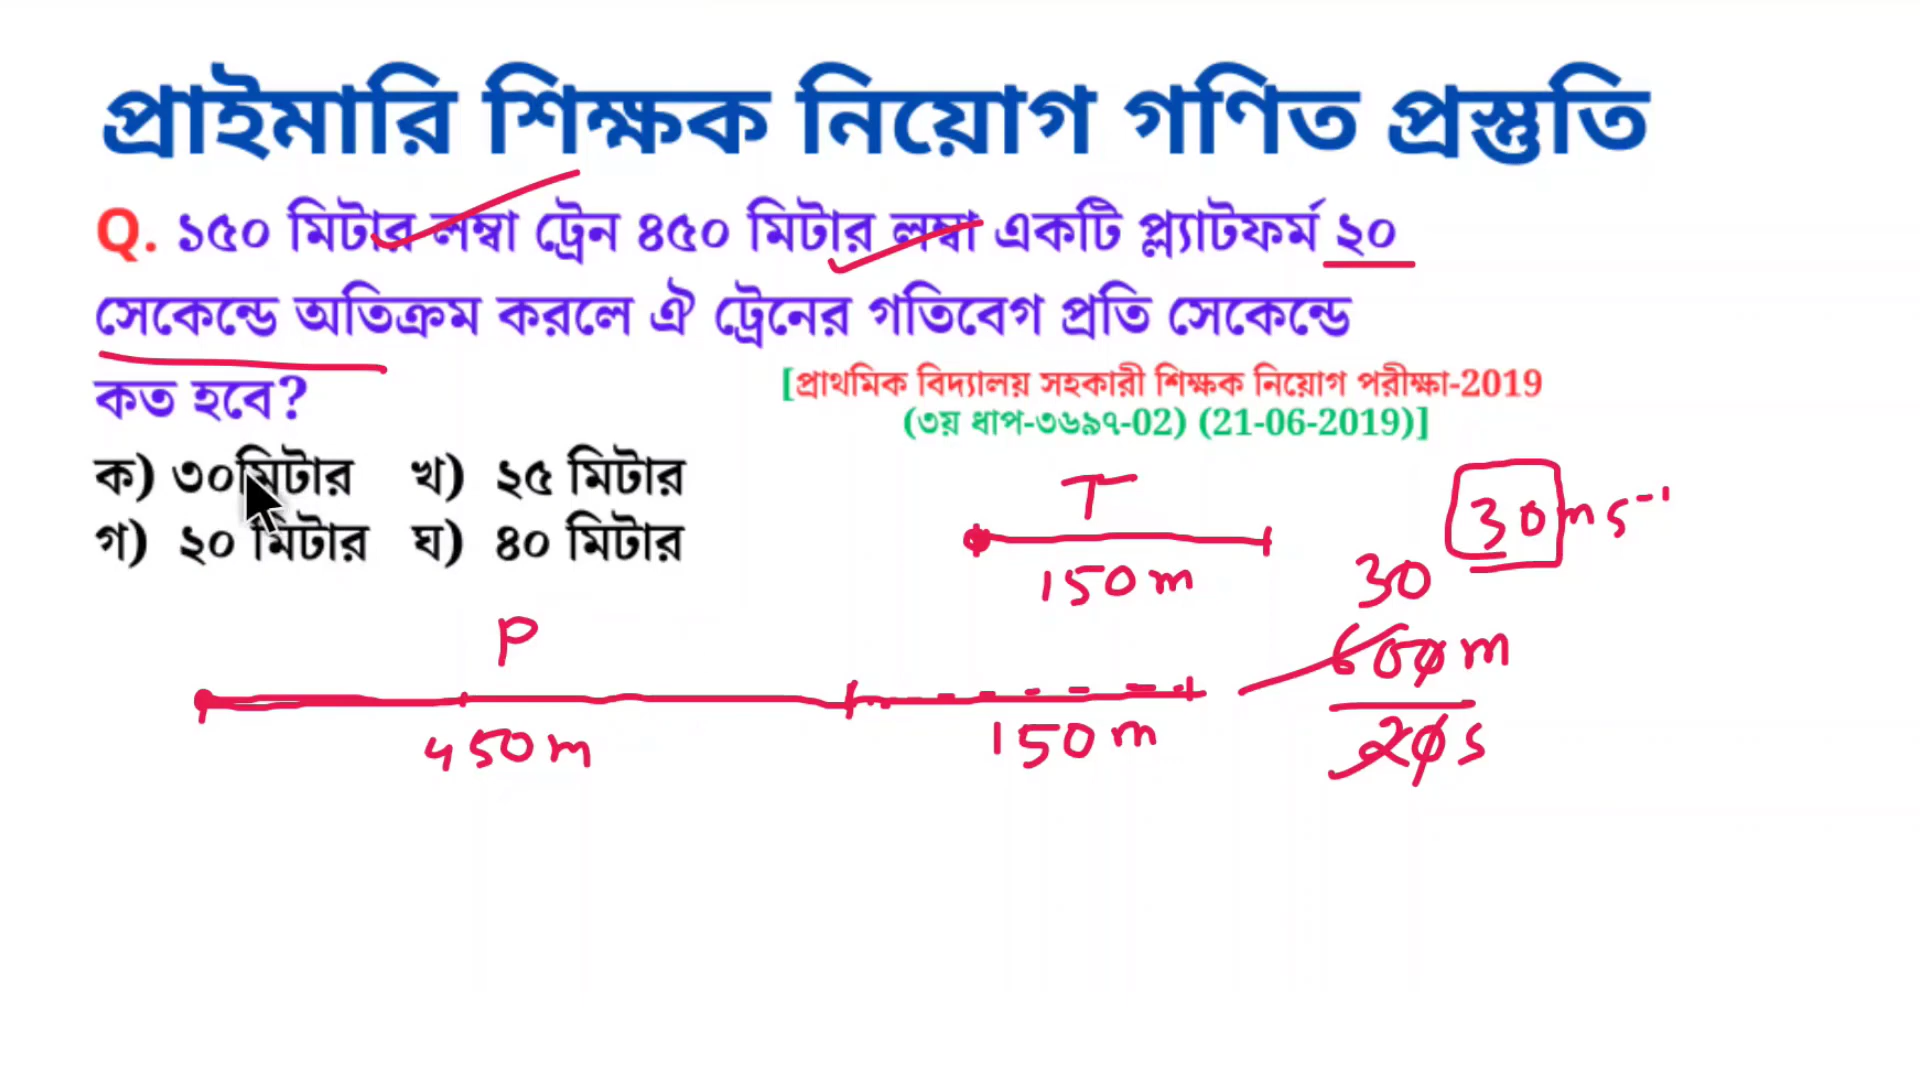 প্রাইমারি শিক্ষক নিয়োগ গণিত প্রস্তুতি
Q. ১৫০ মিটার লম্বা ট্রেন ৪৫০ মিটার লম্বা একটি প্ল্যাটফর্ম ২০
সেকেন্ডে অতিক্রম করলে ঐ ট্রেনের গতিবেগ প্রতি সেকেন্ডে
কত হবে?
[প্রাথমিক বিদ্যালয় সহকারী শিক্ষক নিয়োগ পরীক্ষা-2019
(৩য় ধাপ-৩৬৯৭-02) (21-06-2019)]
ক) ৩০মিটার খ) ২৫ মিটার
গ) ২০ মিটার ঘ) ৪০ মিটার
T
30ms⁻¹
150m
30
P
600m
450m
150m
20s